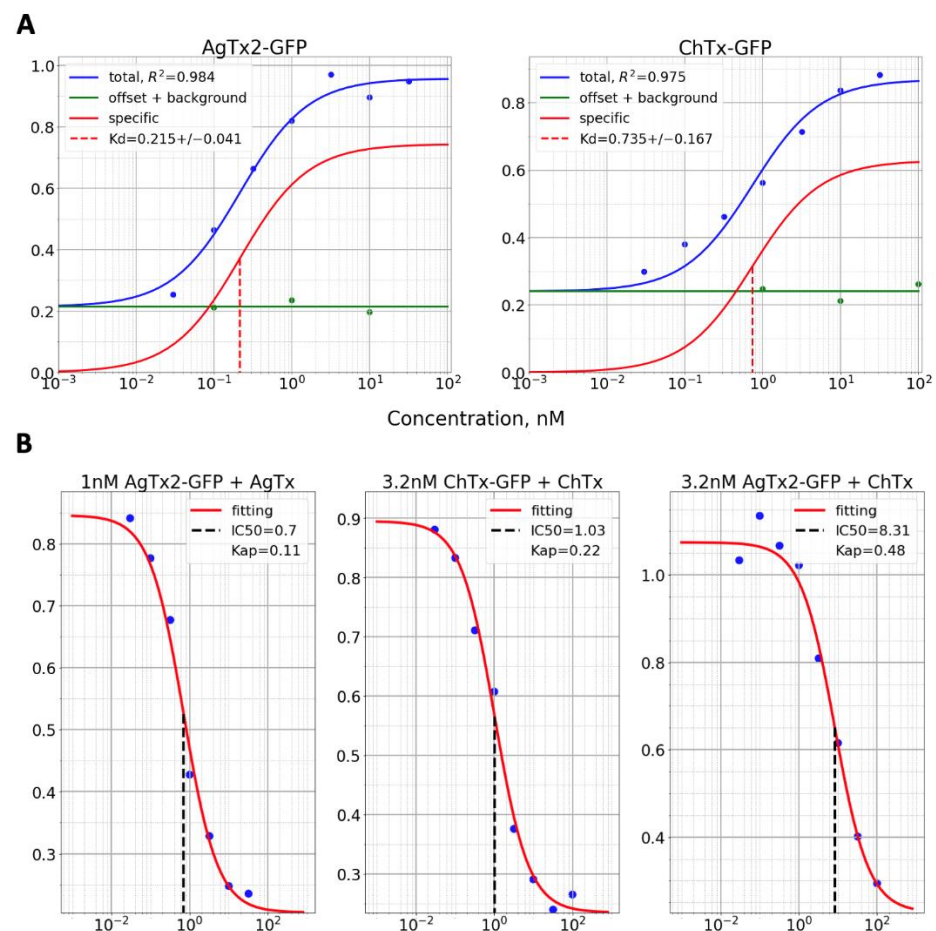 A
AgTx2-GFP
ChTx-GFP
1.0
0.8
0.6
0.4
0.2
0.0
total, R²=0.984
offset + background
specific
Kd=0.215+/-0.041
10⁻³ 10⁻² 10⁻¹ 10⁰ 10¹ 10²
0.8
0.6
0.4
0.2
0.0
total, R²=0.975
offset + background
specific
Kd=0.735+/-0.167
10⁻³ 10⁻² 10⁻¹ 10⁰ 10¹ 10²
Concentration, nM
B
1nM AgTx2-GFP + AgTx
3.2nM ChTx-GFP + ChTx
3.2nM AgTx2-GFP + ChTx
0.8
0.7
0.6
0.5
0.4
0.3
fitting
IC50=0.7
Kap=0.11
10⁻² 10⁰ 10²
0.9
0.8
0.7
0.6
0.5
0.4
0.3
fitting
IC50=1.03
Kap=0.22
10⁻² 10⁰ 10²
1.0
0.8
0.6
0.4
fitting
IC50=8.31
Kap=0.48
10⁻² 10⁰ 10²